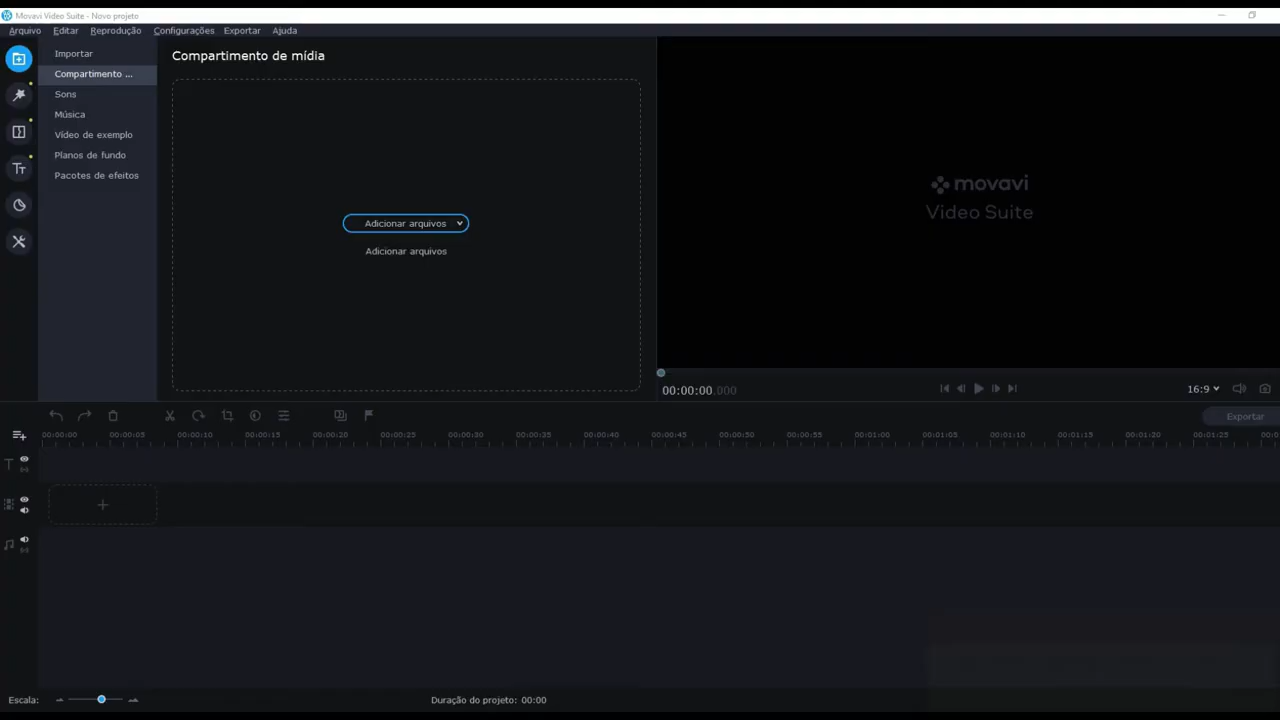 Movavi Video Suite - Novo projeto
Arquivo Editar Reprodução Configurações Exportar Ajuda
Importar
Compartimento ...
Sons
Música
Vídeo de exemplo
Planos de fundo
Pacotes de efeitos
Compartimento de mídia
Adicionar arquivos
Adicionar arquivos
movavi
Video Suite
00:00:00.000
16:9
Exportar
00:00:00 00:00:05 00:00:10 00:00:15 00:00:20 00:00:25 00:00:30 00:00:35 00:00:40 00:00:45 00:00:50 00:00:55 00:01:00 00:01:05 00:01:10 00:01:15 00:01:20 00:01:25
Escala:
Duração do projeto: 00:00